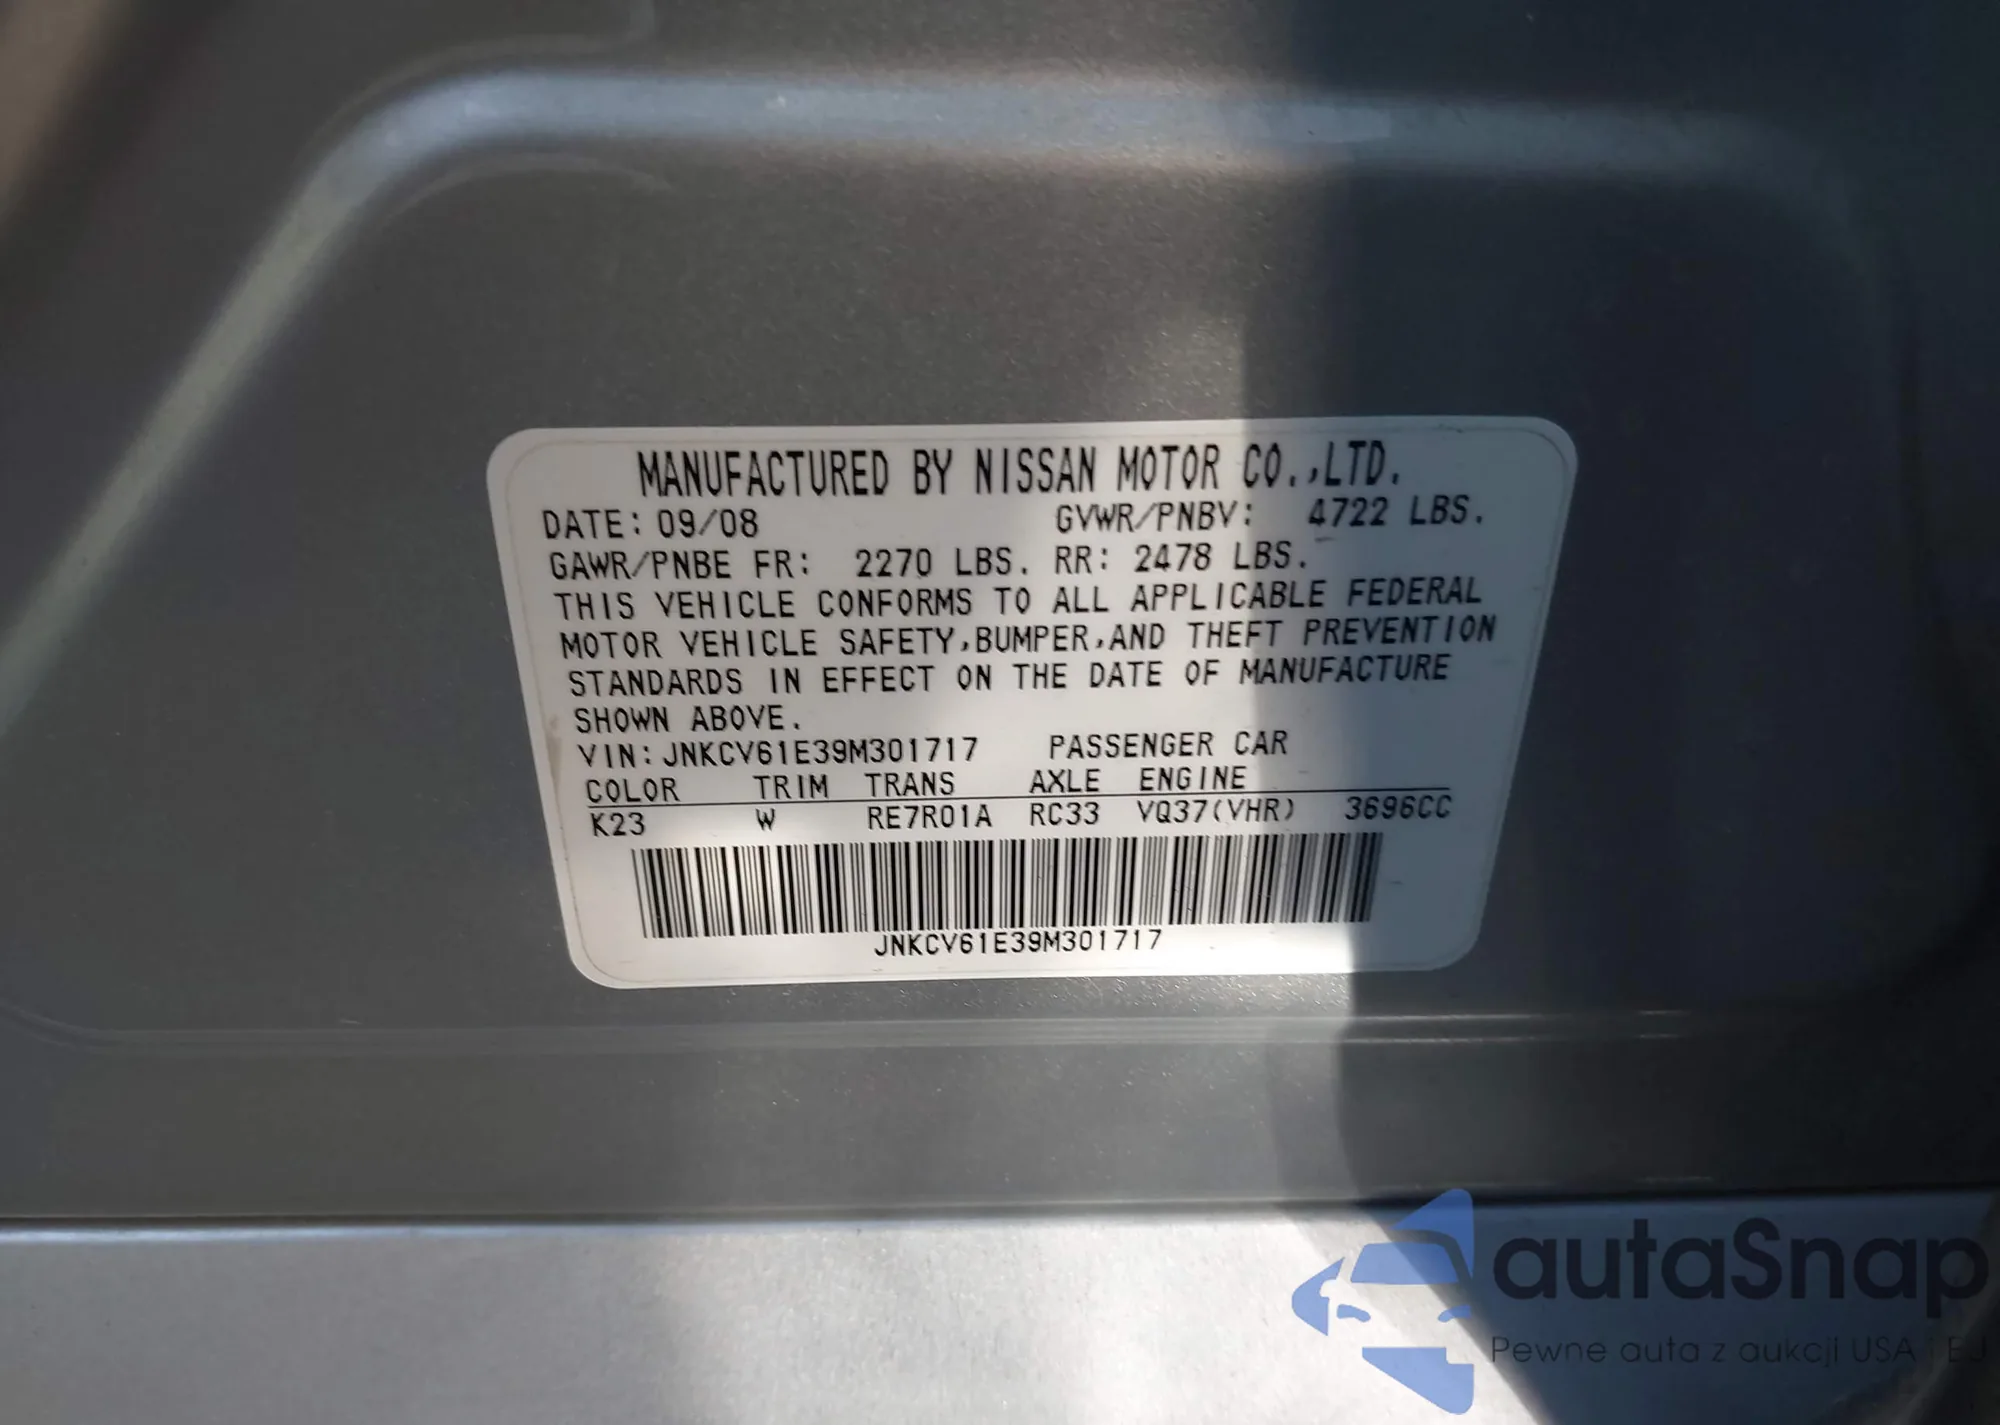 MANUFACTURED BY NISSAN MOTOR CO.,LTD.
DATE: 09/08 GVWR/PNBV: 4722 LBS.
GAWR/PNBE FR: 2270 LBS. RR: 2478 LBS.
THIS VEHICLE CONFORMS TO ALL APPLICABLE FEDERAL
MOTOR VEHICLE SAFETY,BUMPER,AND THEFT PREVENTION
STANDARDS IN EFFECT ON THE DATE OF MANUFACTURE
SHOWN ABOVE.
VIN: JNKCV61E39M301717 PASSENGER CAR
COLOR TRIM TRANS AXLE ENGINE
K23 W RE7R01A RC33 VQ37(VHR) 3696CC
JNKCV61E39M301717
autaSnap
Pewne auta z aukcji USA i EU